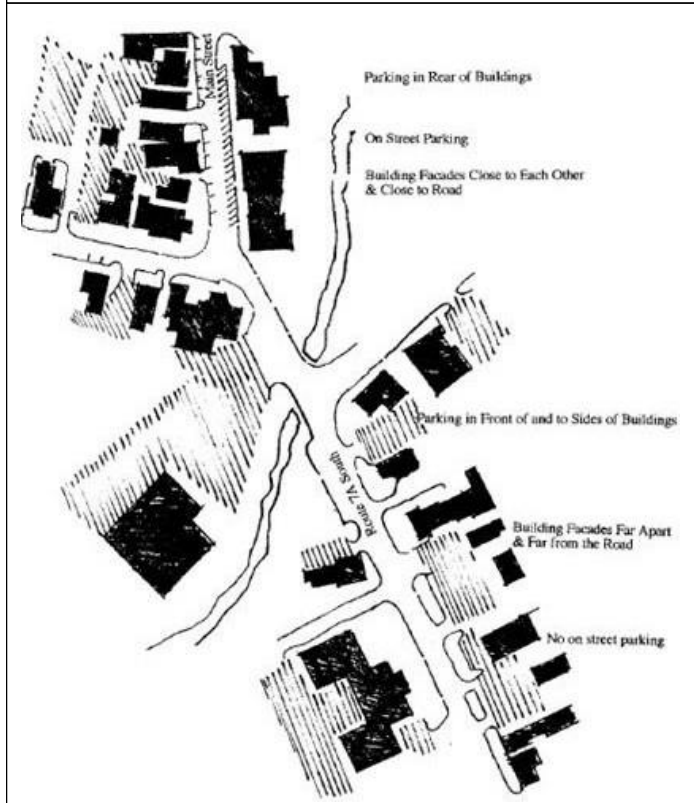 Main Street
Parking in Rear of Buildings
On Street Parking
Building Facades Close to Each Other
& Close to Road
Parking in Front of and to Sides of Buildings
Route 7A South
Building Facades Far Apart
& Far from the Road
No on street parking